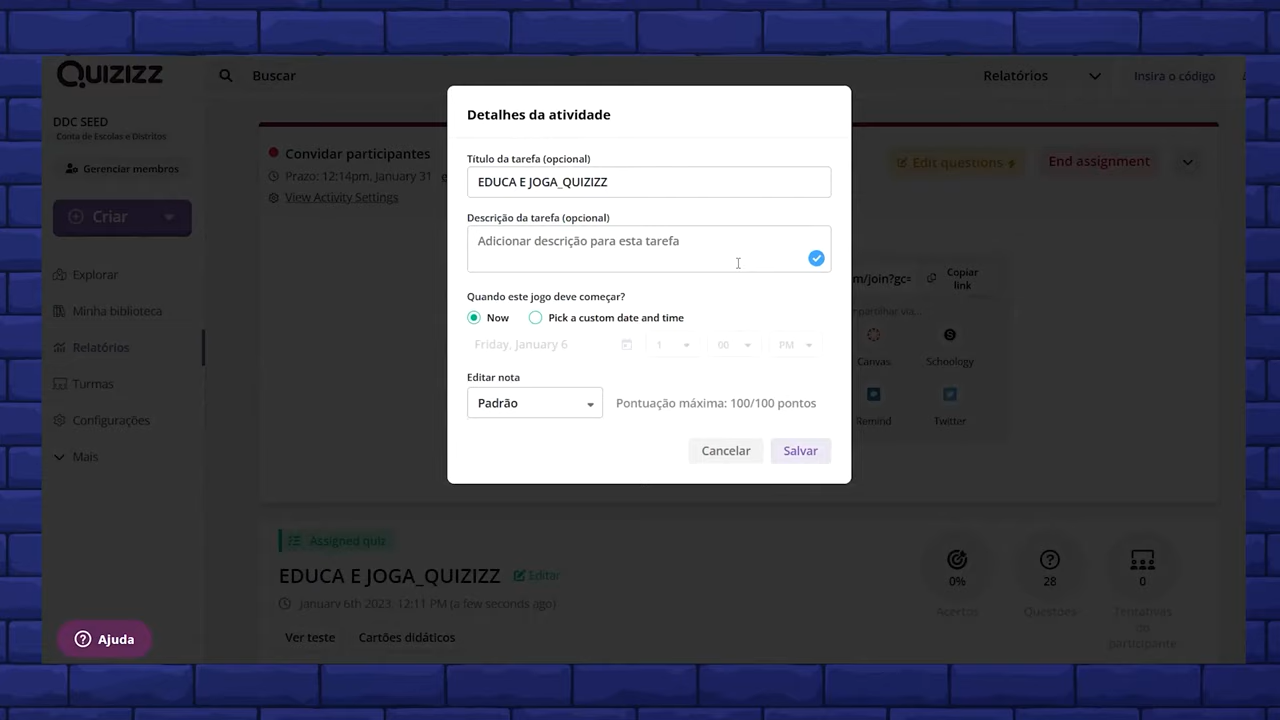 QUIZIZZ
Buscar
Relatórios
Insira o código
DDC SEED
Conta de Escolas e Distritos
Gerenciar membros
Criar
Explorar
Minha biblioteca
Relatórios
Turmas
Configurações
Mais
Ajuda
Convidar participantes
Prazo: 12:14pm, January 31
View Activity Settings
Edit questions
End assignment
m/join?gc=
Copiar
link
Canvas
Schoology
Remind
Twitter
Detalhes da atividade
Título da tarefa (opcional)
EDUCA E JOGA_QUIZIZZ
Descrição da tarefa (opcional)
Adicionar descrição para esta tarefa
Quando este jogo deve começar?
Now
Pick a custom date and time
Friday, January 6
1
00
PM
Editar nota
Padrão
Pontuação máxima: 100/100 pontos
Cancelar
Salvar
Assigned quiz
EDUCA E JOGA_QUIZIZZ
Editar
January 6th 2023, 12:11 PM (a few seconds ago)
Ver teste
Cartões didáticos
0%
Acertos
28
Questões
0
Tentativas
do
participante